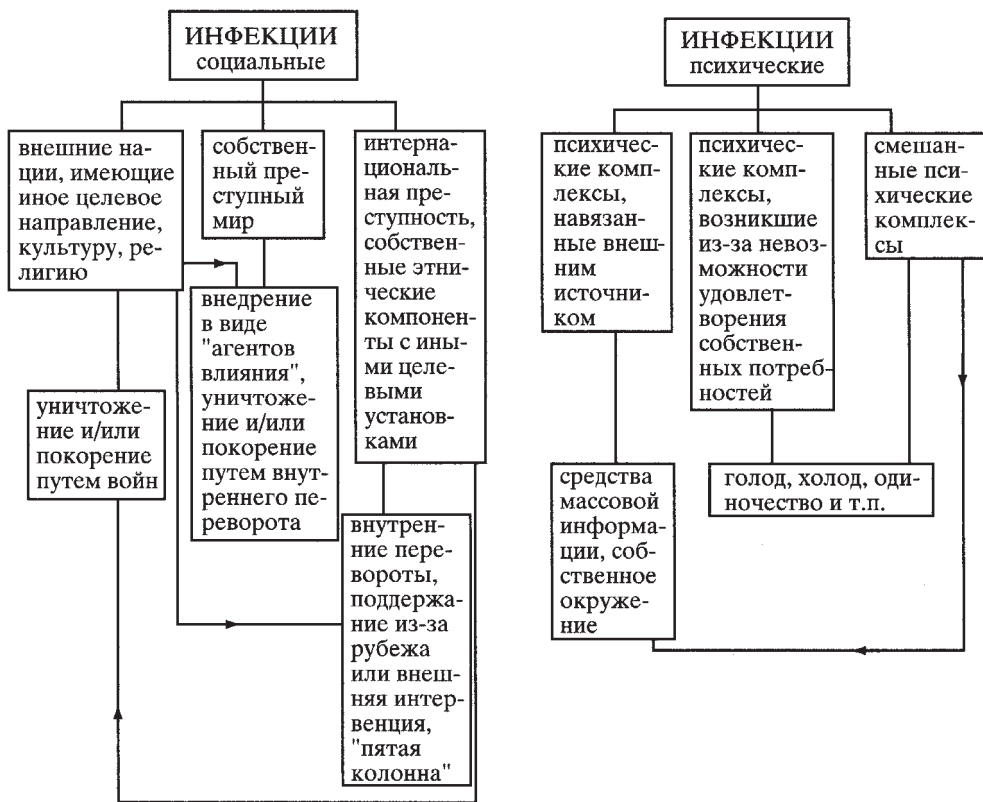 ИНФЕКЦИИ
социальные
внешние на-
ции, имеющие
иное целевое
направление,
культуру, ре-
лигию
собствен-
ный пре-
ступный
мир
интерна-
циональ-
ная пре-
ступность,
собствен-
ные этни-
ческие
компонен-
ты с ины-
ми целе-
выми
установ-
ками
уничтоже-
ние и/или
покорение
путем войн
внедрение
в виде
"агентов
влияния",
уничтоже-
ние и/или
покорение
путем внут-
реннего пе-
реворота
внутрен-
ние пере-
вороты,
поддержа-
ние из-за
рубежа
или внеш-
няя интер-
венция,
"пятая
колонна"
ИНФЕКЦИИ
психические
психичес-
кие комп-
лексы,
навязан-
ные внеш-
ним
источни-
ком
психичес-
кие комп-
лексы,
возникшие
из-за невоз-
можности
удовлет-
ворения
собствен-
ных потреб-
ностей
смешан-
ные пси-
хические
комплек-
сы
средства
массовой
информа-
ции, соб-
ственное
окруже-
ние
голод, холод, оди-
ночество и т.п.